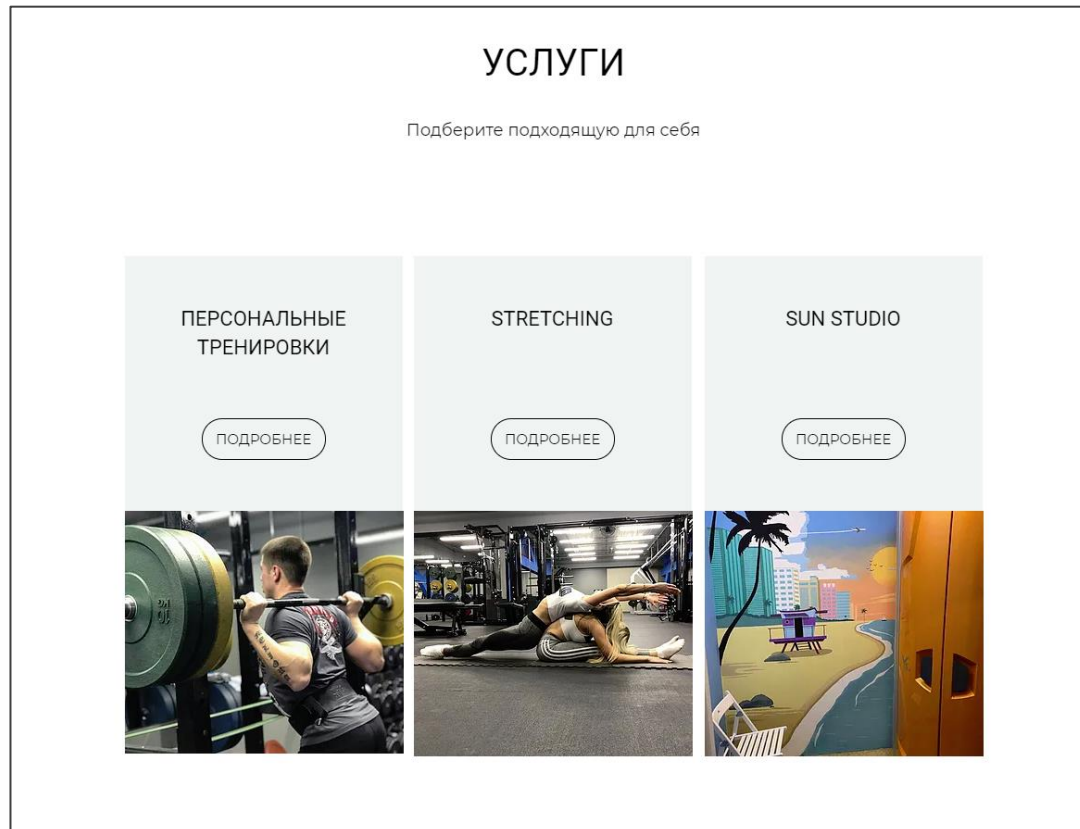 УСЛУГИ
Подберите подходящую для себя
ПЕРСОНАЛЬНЫЕ
ТРЕНИРОВКИ
STRETCHING
SUN STUDIO
ПОДРОБНЕЕ
ПОДРОБНЕЕ
ПОДРОБНЕЕ